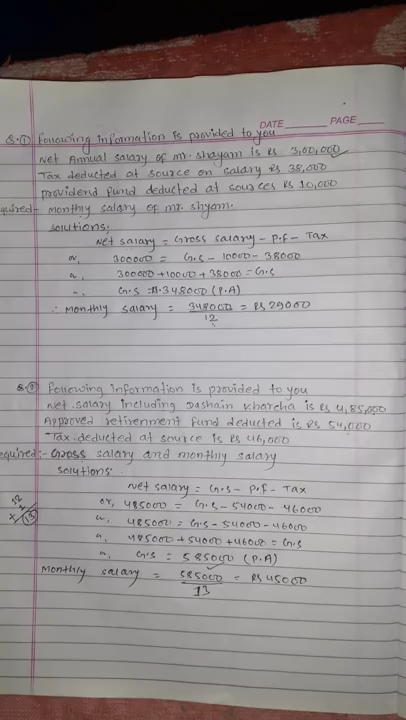 DATE PAGE
Q.① Following information is provided to you
Net Annual salary of mr. shayam is Rs 3,00,000
Tax deducted at source on salary Rs 38,000
providend fund deducted at sources Rs 10,000
quired- monthly salary of mr. shyam.
solutions;
Net salary = Gross salary - P.F - Tax
or, 300000 = G.S - 10000 - 38000
or, 300000 + 10000 + 38000 = G.S
G.S = 348000 (P.A)
∴ Monthly salary = 348000 = Rs 29000
12
Q.② Following information is provided to you
Net salary including Dashain Kharcha is Rs 4,85,000
Approved retirenment fund deducted is Rs 54,000
Tax deducted at source is Rs 46,000
equired:- Gross salary and monthly salary
solutions:
Net salary = G.S - P.F - Tax
or, 485000 = G.S - 54000 - 46000
or, 485000 = G.S - 54000 - 46000
or, 485000 + 54000 + 46000 = G.S
or, G.S = 585000 (P.A)
Monthly salary = 585000 = Rs 45000
13
12
13